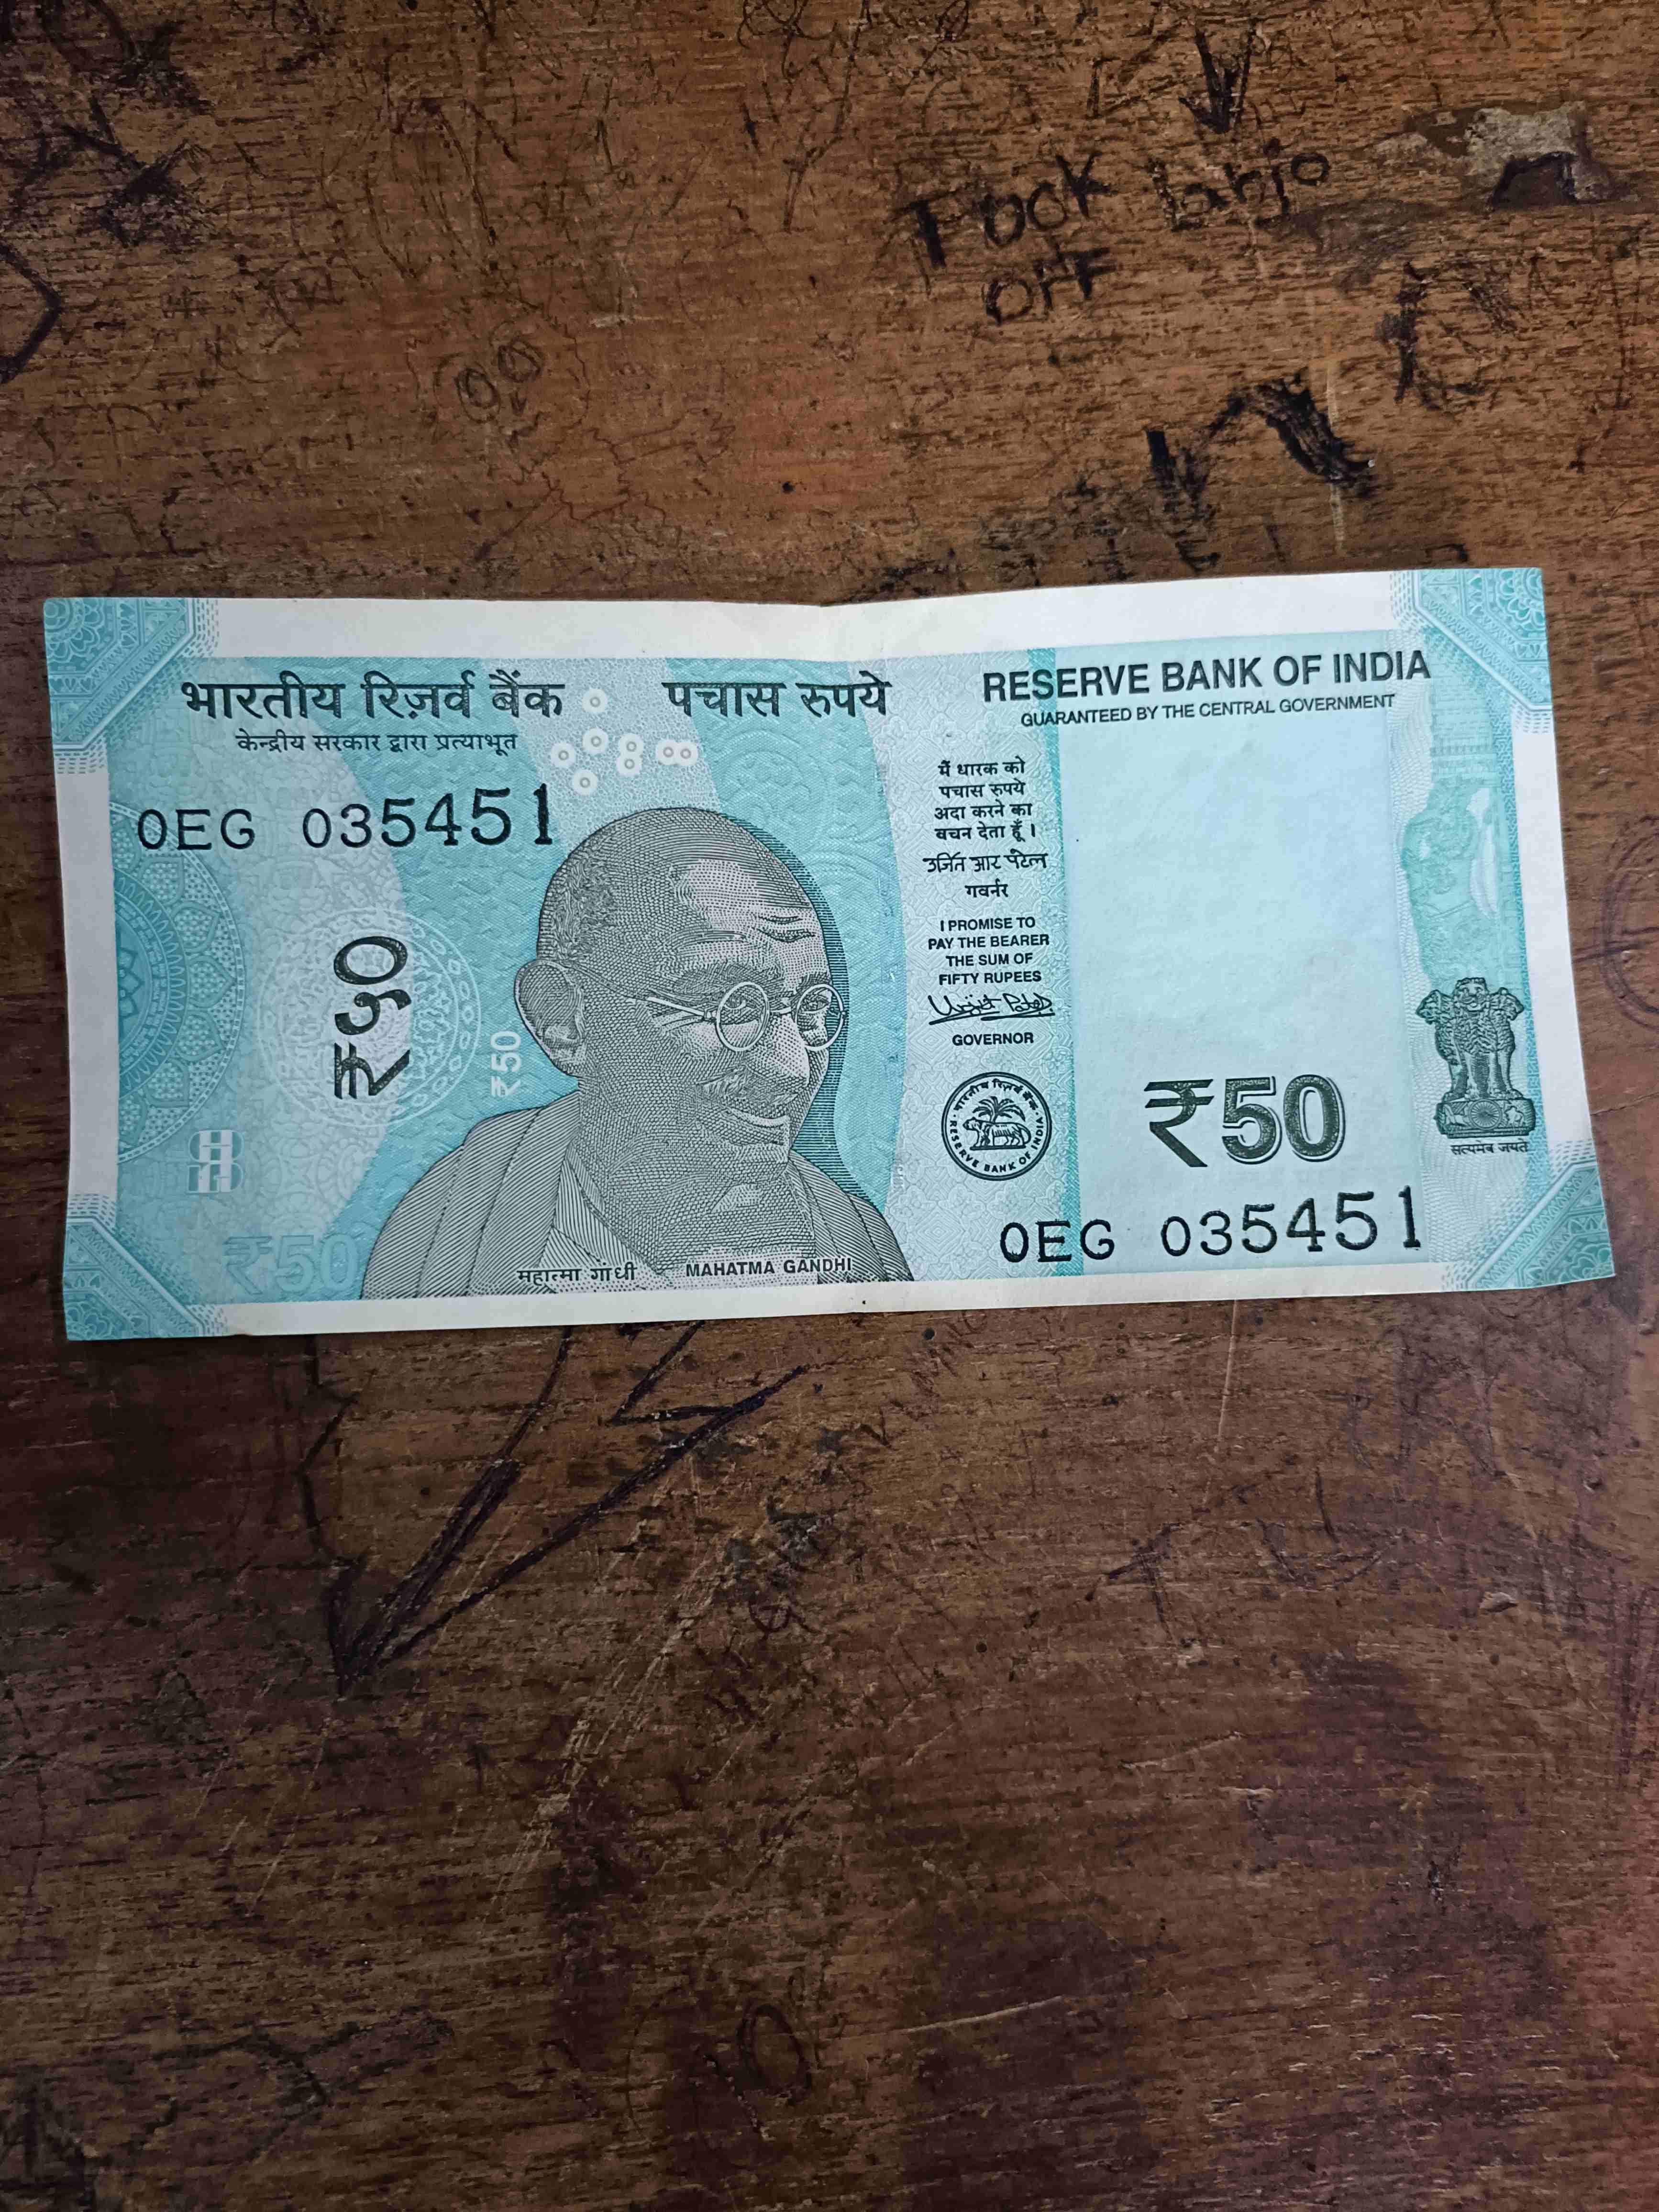 Fuck Lanjo
OFF
भारतीय रिज़र्व बैंक
पचास रुपये
RESERVE BANK OF INDIA
केन्द्रीय सरकार द्वारा प्रत्याभूत
GUARANTEED BY THE CENTRAL GOVERNMENT
0EG 035451
मैं धारक को
पचास रुपये
अदा करने का
वचन देता हूँ।
उर्जित आर पटेल
गवर्नर
I PROMISE TO
PAY THE BEARER
THE SUM OF
FIFTY RUPEES
Urjit Patel
GOVERNOR
₹५०
₹50
भारतीय रिज़र्व बैंक
RESERVE BANK OF INDIA
₹50
सत्यमेव जयते
0EG 035451
₹50
महात्मा गांधी
MAHATMA GANDHI